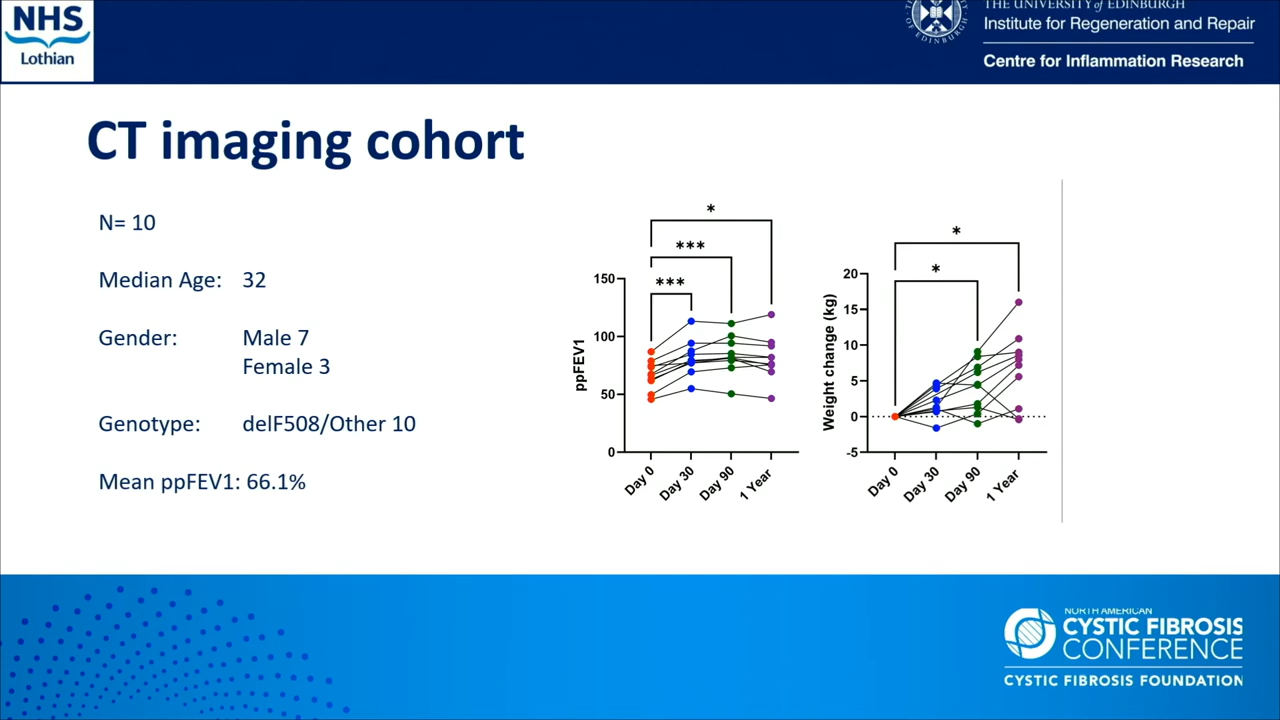 NHS
Lothian
THE UNIVERSITY of EDINBURGH
Institute for Regeneration and Repair
Centre for Inflammation Research
CT imaging cohort
N= 10
Median Age: 32
Gender: Male 7
Female 3
Genotype: delF508/Other 10
Mean ppFEV1: 66.1%
*
***
***
150
100
50
0
ppFEV1
Day 0
Day 30
Day 90
1 Year
*
*
20
15
10
5
0
-5
Weight change (kg)
Day 0
Day 30
Day 90
1 Year
NORTH AMERICAN
CYSTIC FIBROSIS
CONFERENCE
CYSTIC FIBROSIS FOUNDATION